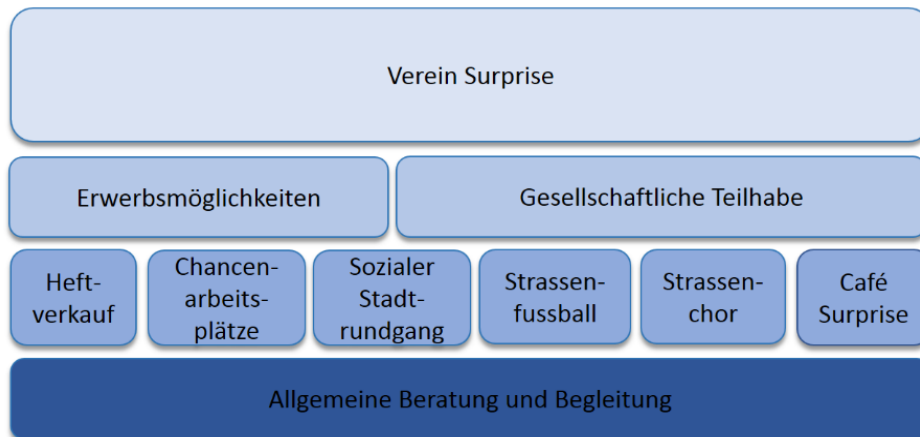 Verein Surprise
Erwerbsmöglichkeiten
Gesellschaftliche Teilhabe
Heft-
verkauf
Chancen-
arbeits-
plätze
Sozialer
Stadt-
rundgang
Strassen-
fussball
Strassen-
chor
Café
Surprise
Allgemeine Beratung und Begleitung